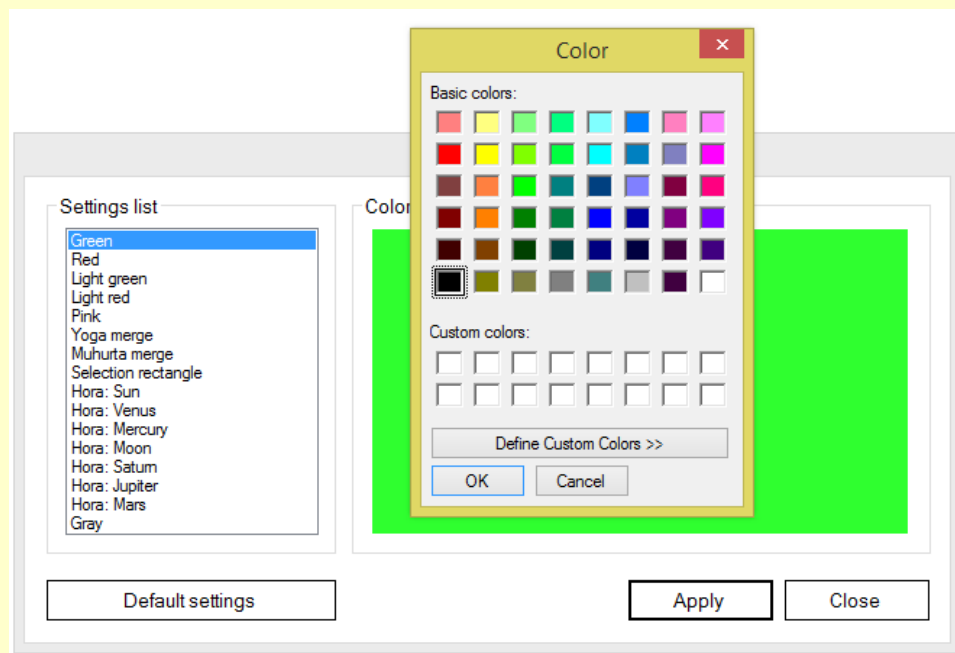 Color
Basic colors:
Settings list
Color
Green
Red
Light green
Light red
Pink
Yoga merge
Muhurta merge
Selection rectangle
Hora: Sun
Hora: Venus
Hora: Mercury
Hora: Moon
Hora: Saturn
Hora: Jupiter
Hora: Mars
Gray
Custom colors:
Define Custom Colors >>
OK
Cancel
Default settings
Apply
Close